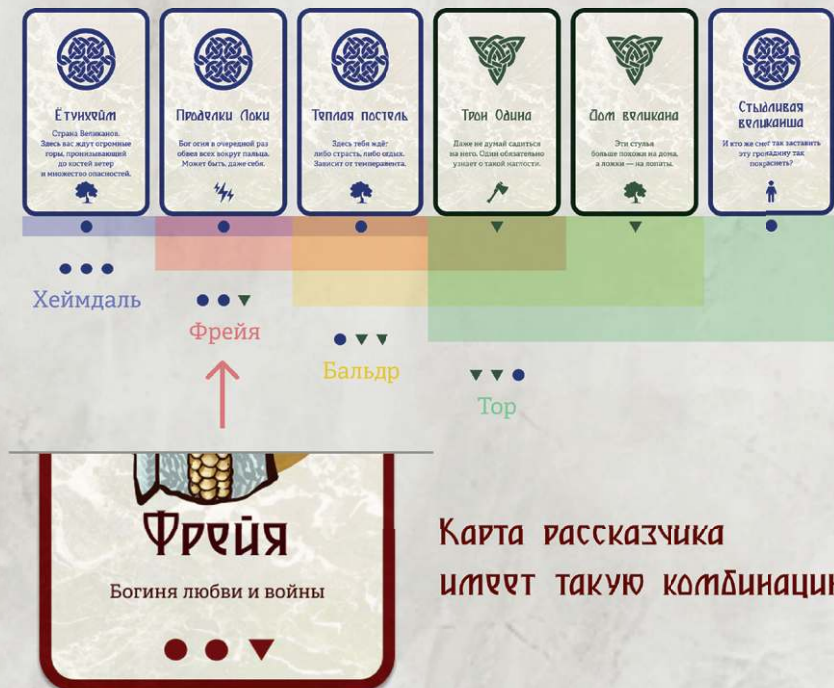 Ётунхейм
Страна Великанов.
Здесь вас ждут огромные
горы, пронизывающий
до костей ветер
и множество опасностей.
Проделки Локи
Бог огня в очередной раз
обвел всех вокруг пальца.
Может быть, даже себя.
Теплая постель
Здесь тебя ждёт
либо страсть, либо отдых.
Зависит от темперамента.
Трон Одина
Даже не думай садиться
на него. Один обязательно
узнает о такой наглости.
Дом великана
Эти стулья
больше похожи на дома,
а ложки — на лопаты.
Стыдливая
великанша
И кто же смог так заставить
эту громадину так
покраснеть?
Хеймдаль
Фрейя
Бальдр
Тор
Фрейя
Богиня любви и войны
Карта рассказчика
имеет такую